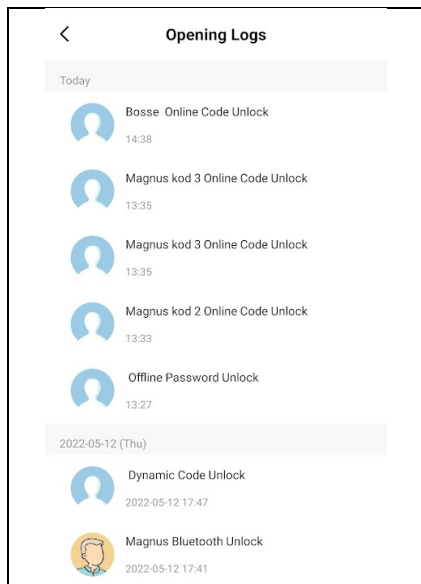 Opening Logs
Today
Bosse Online Code Unlock
14:38
Magnus kod 3 Online Code Unlock
13:35
Magnus kod 3 Online Code Unlock
13:35
Magnus kod 2 Online Code Unlock
13:33
Offline Password Unlock
13:27
2022-05-12 (Thu)
Dynamic Code Unlock
2022-05-12 17:47
Magnus Bluetooth Unlock
2022-05-12 17:41